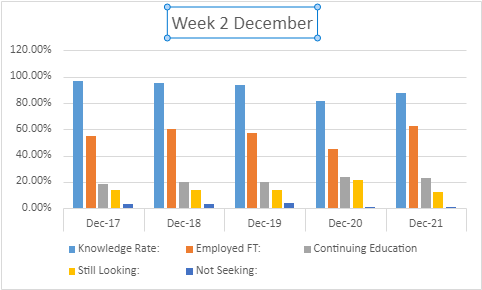 Week 2 December
120.00%
100.00%
80.00%
60.00%
40.00%
20.00%
0.00%
Dec-17 Dec-18 Dec-19 Dec-20 Dec-21
Knowledge Rate: Employed FT: Continuing Education
Still Looking: Not Seeking: